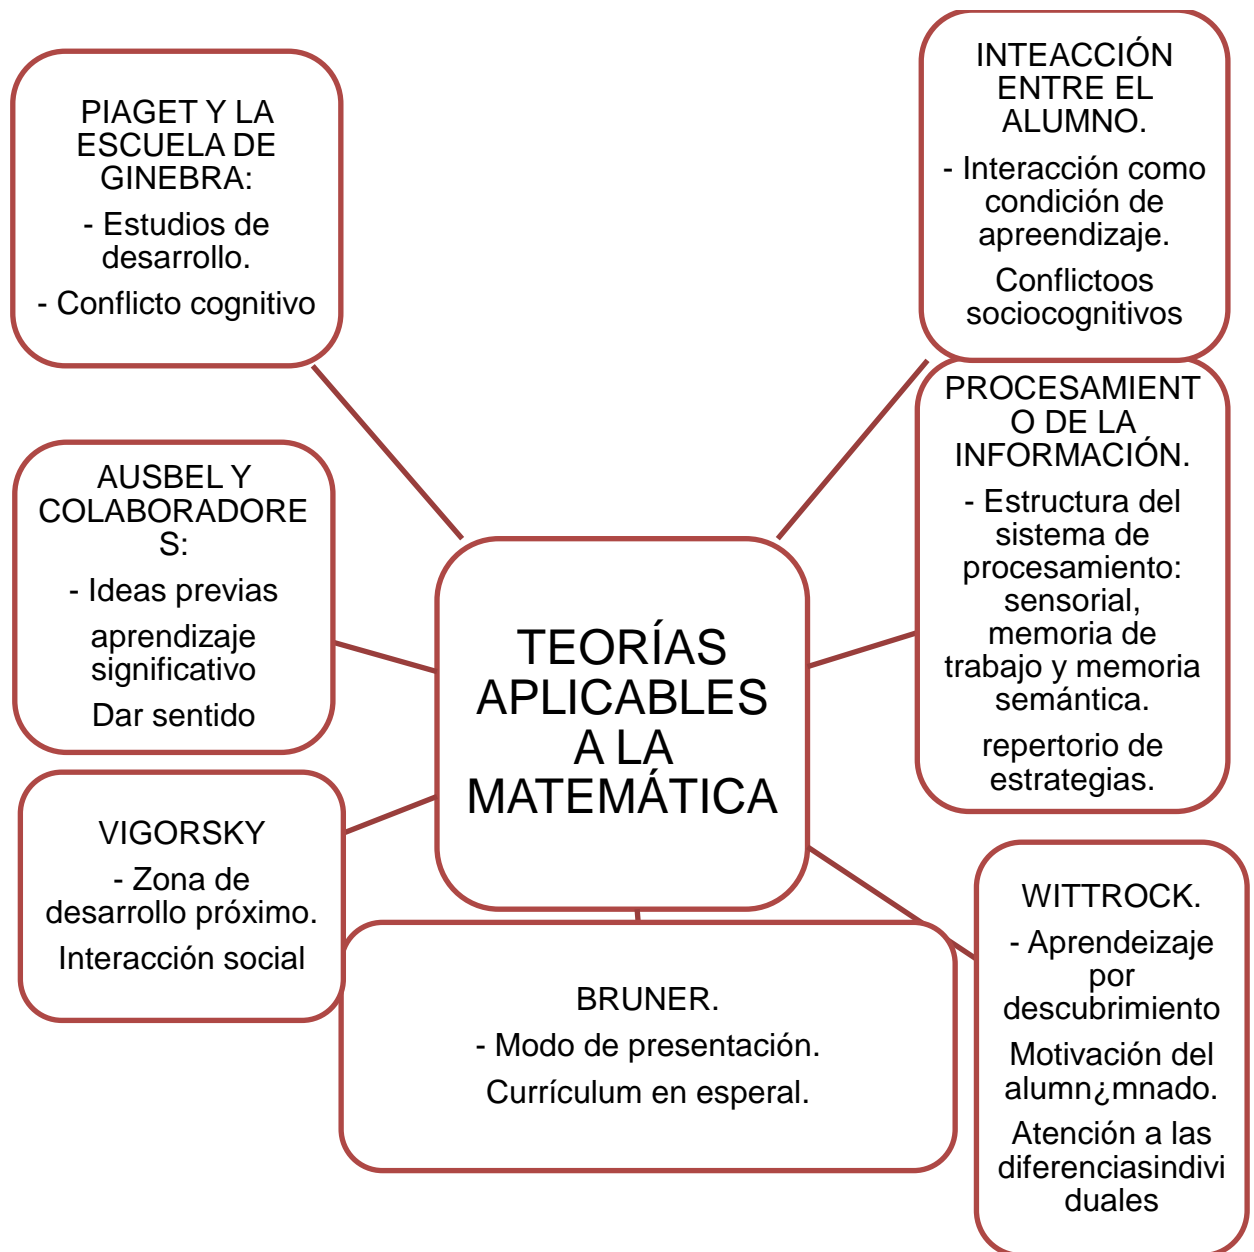 PIAGET Y LA
ESCUELA DE
GINEBRA:
- Estudios de
desarrollo.
- Conflicto cognitivo
INTEACCIÓN
ENTRE EL
ALUMNO.
- Interacción como
condición de
apreendizaje.
Conflictoos
sociocognitivos
AUSBEL Y
COLABORADORE
S:
- Ideas previas
aprendizaje
significativo
Dar sentido
TEORÍAS
APLICABLES
A LA
MATEMÁTICA
PROCESAMIENT
O DE LA
INFORMACIÓN.
- Estructura del
sistema de
procesamiento:
sensorial,
memoria de
trabajo y memoria
semántica.
repertorio de
estrategias.
VIGORSKY
- Zona de
desarrollo próximo.
Interacción social
BRUNER.
- Modo de presentación.
Currículum en esperal.
WITTROCK.
- Aprendeizaje
por
descubrimiento
Motivación del
alumn¿mnado.
Atención a las
diferenciasindivi
duales